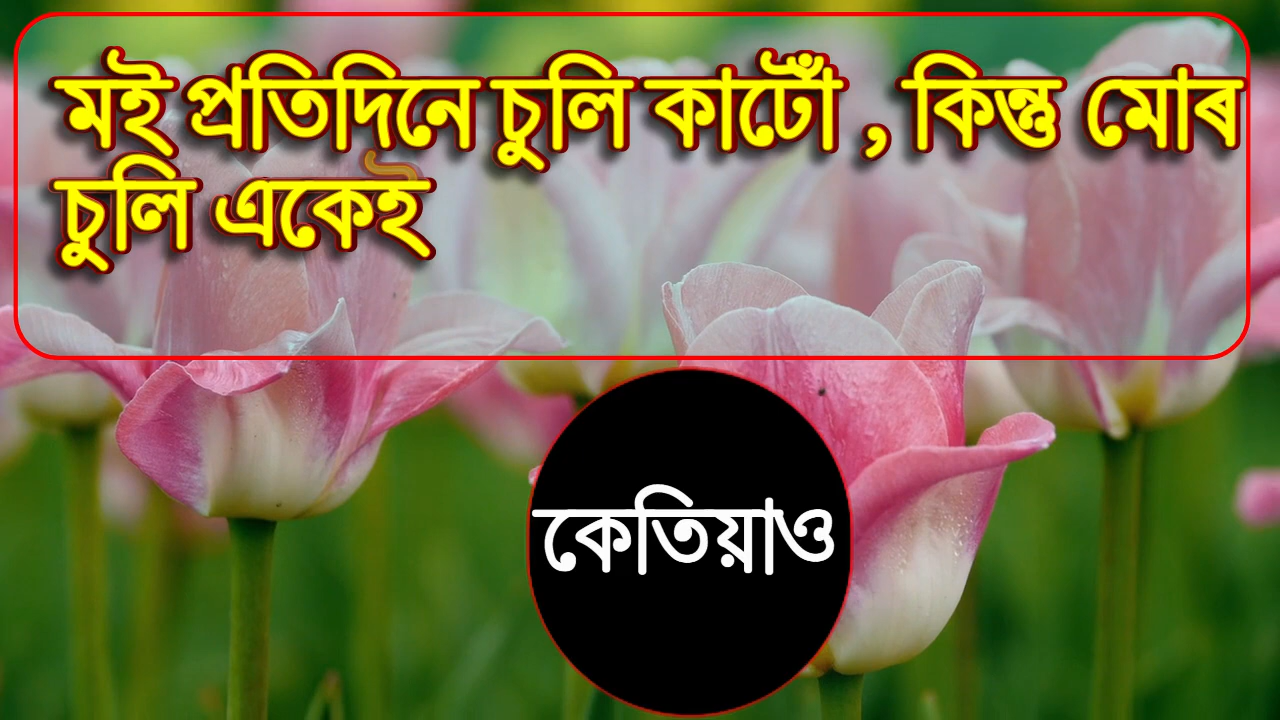 মই প্ৰতিদিনে চুলি কাটোঁ , কিন্তু মোৰ
চুলি একেই
কেতিয়াও